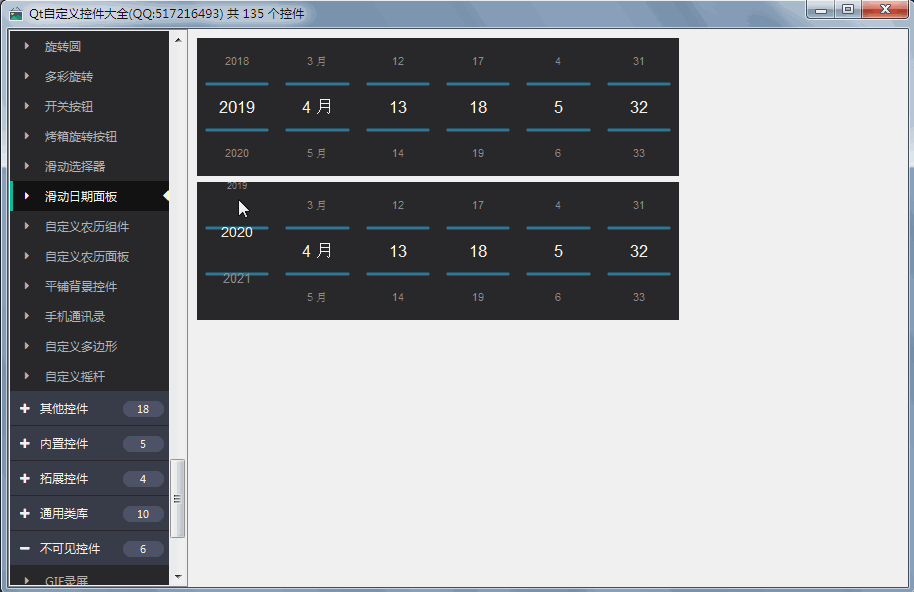 Qt自定义控件大全(QQ:517216493) 共 135 个控件
旋转圆
多彩旋转
开关按钮
烤箱旋转按钮
滑动选择器
滑动日期面板
自定义农历组件
自定义农历面板
平铺背景控件
手机通讯录
自定义多边形
自定义摇杆
其他控件 18
内置控件 5
拓展控件 4
通用类库 10
不可见控件 6
GIF录屏
2018 3 月 12 17 4 31
2019 4 月 13 18 5 32
2020 5 月 14 19 6 33
2019 3 月 12 17 4 31
2020 4 月 13 18 5 32
2021 5 月 14 19 6 33